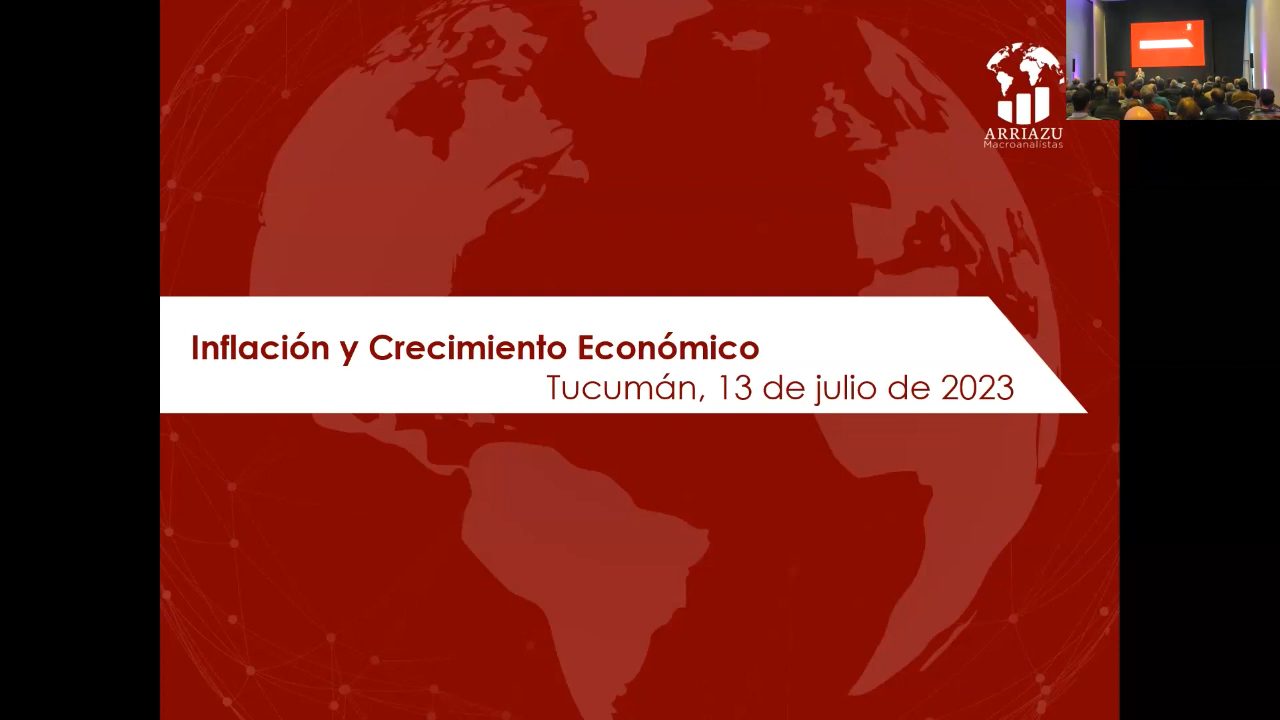 ARRIAZU
Macroanalistas
Inflación y Crecimiento Económico
Tucumán, 13 de julio de 2023